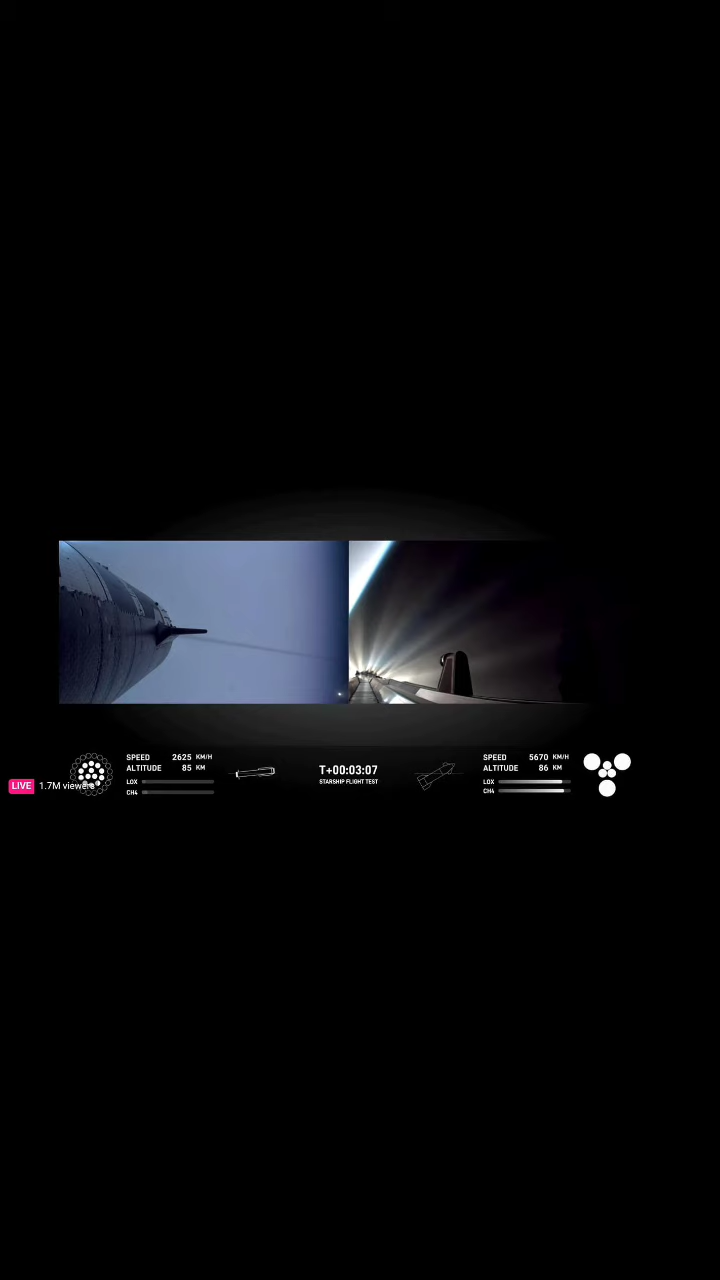 SPEED 2625 KM/H
ALTITUDE 85 KM
LOX
CH4
LIVE 1.7M viewers
T+00:03:07
STARSHIP FLIGHT TEST
SPEED 5670 KM/H
ALTITUDE 86 KM
LOX
CH4